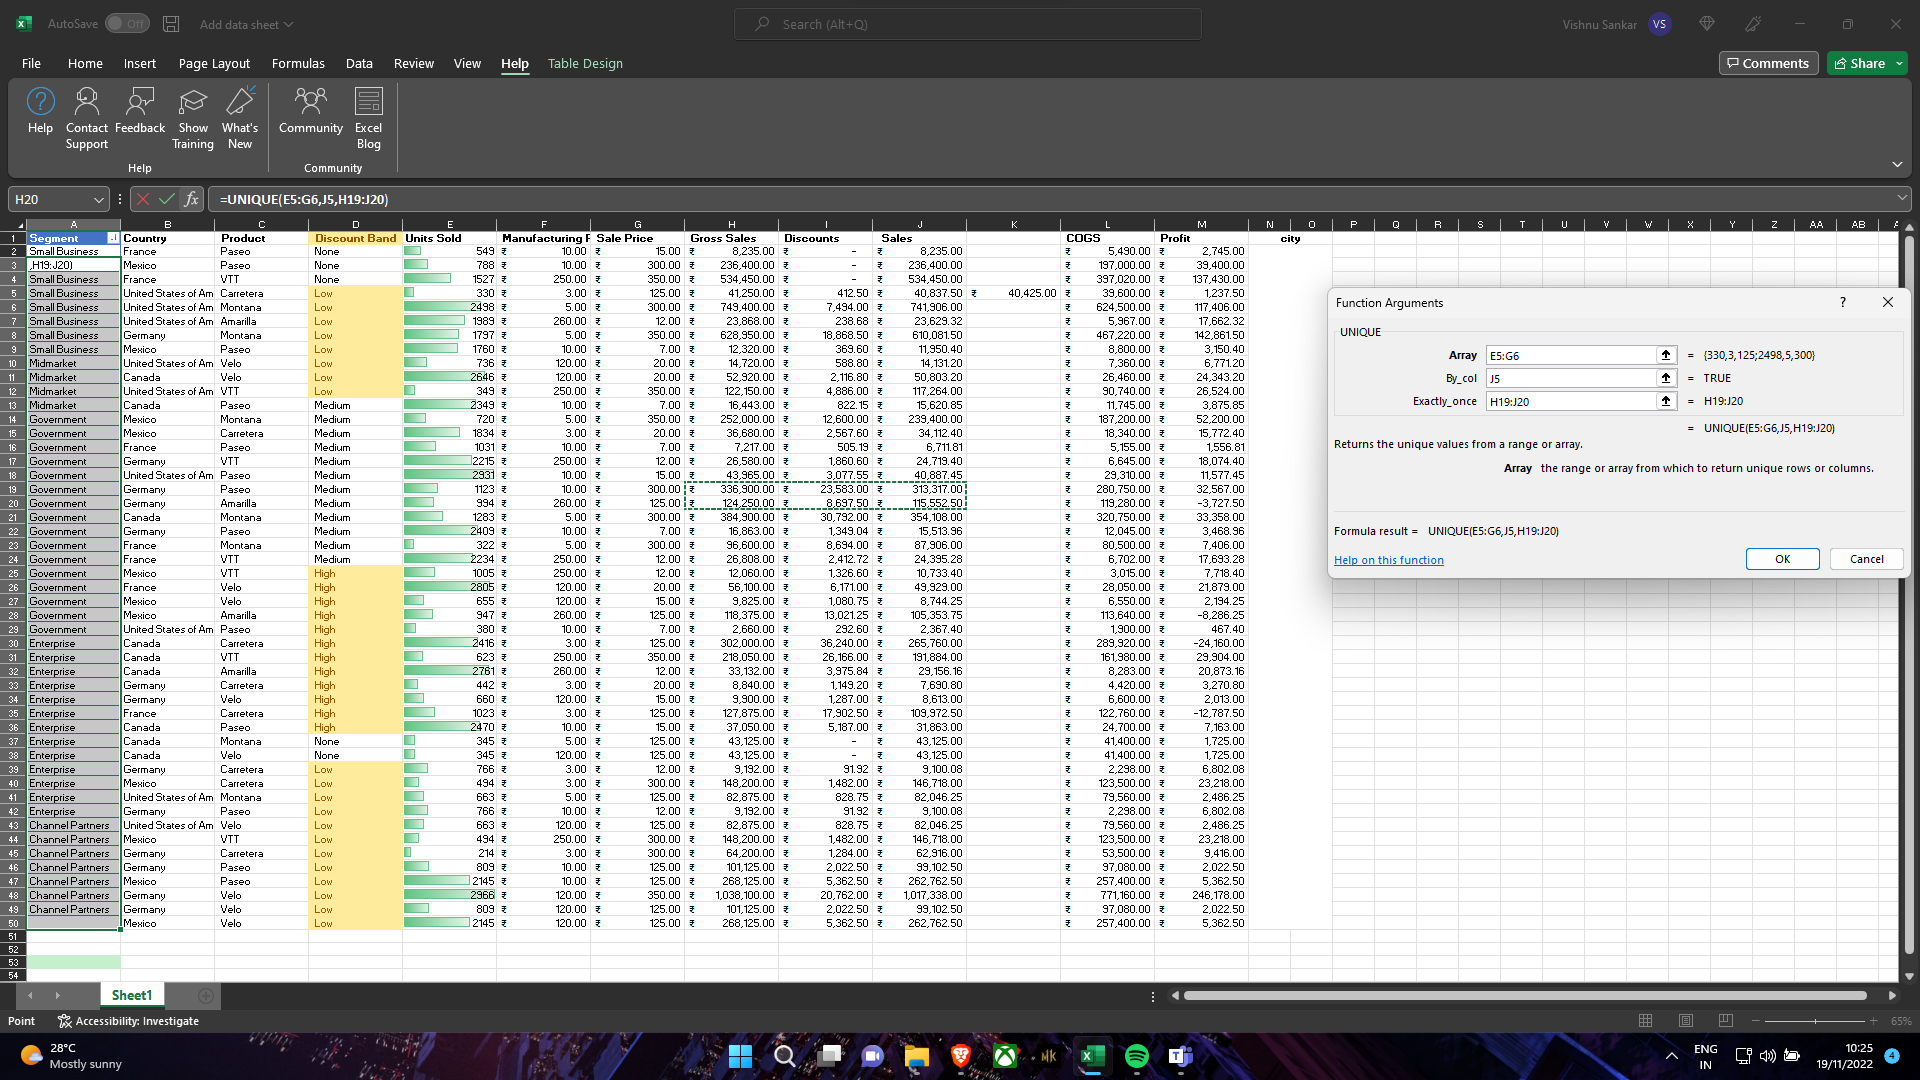 AutoSave Off Add data sheet Search (Alt+Q) Vishnu Sankar VS
File Home Insert Page Layout Formulas Data Review View Help Table Design Comments Share
Help Contact Support Feedback Show Training What's New Community Excel Blog
Help Community
H20 fx =UNIQUE(E5:G6,J5,H19:J20)
A B C D E F G H I J K L M N O P Q R S T U V W X Y Z AA AB
1 Segment Country Product Discount Band Units Sold Manufacturing Sale Price Gross Sales Discounts Sales COGS Profit city
2 Small Business France Paseo None 549 ₹ 10.00 ₹ 15.00 ₹ 8,235.00 ₹ - ₹ 8,235.00 ₹ 5,490.00 ₹ 2,745.00
3 ,H19:J20) Mexico Paseo None 788 ₹ 10.00 ₹ 300.00 ₹ 236,400.00 ₹ - ₹ 236,400.00 ₹ 197,000.00 ₹ 39,400.00
4 Small Business France VTT None 1527 ₹ 250.00 ₹ 350.00 ₹ 534,450.00 ₹ - ₹ 534,450.00 ₹ 397,020.00 ₹ 137,430.00
5 Small Business United States of Am Carretera Low 330 ₹ 3.00 ₹ 125.00 ₹ 41,250.00 ₹ 412.50 ₹ 40,837.50 ₹ 40,425.00 ₹ 39,600.00 ₹ 1,237.50
6 Small Business United States of Am Montana Low 2498 ₹ 5.00 ₹ 300.00 ₹ 749,400.00 ₹ 7,494.00 ₹ 741,906.00 ₹ 624,500.00 ₹ 117,406.00
7 Small Business United States of Am Amarilla Low 1989 ₹ 260.00 ₹ 12.00 ₹ 23,868.00 ₹ 238.68 ₹ 23,629.32 ₹ 5,967.00 ₹ 17,662.32
8 Small Business Germany Montana Low 1797 ₹ 5.00 ₹ 350.00 ₹ 628,950.00 ₹ 18,868.50 ₹ 610,081.50 ₹ 467,220.00 ₹ 142,861.50
9 Small Business Mexico Paseo Low 1760 ₹ 10.00 ₹ 7.00 ₹ 12,320.00 ₹ 369.60 ₹ 11,950.40 ₹ 8,800.00 ₹ 3,150.40
10 Midmarket United States of Am Velo Low 736 ₹ 120.00 ₹ 20.00 ₹ 14,720.00 ₹ 588.80 ₹ 14,131.20 ₹ 7,360.00 ₹ 6,771.20
11 Midmarket Canada Velo Low 2646 ₹ 120.00 ₹ 20.00 ₹ 52,920.00 ₹ 2,116.80 ₹ 50,803.20 ₹ 26,460.00 ₹ 24,343.20
12 Midmarket United States of Am VTT Low 349 ₹ 250.00 ₹ 350.00 ₹ 122,150.00 ₹ 4,886.00 ₹ 117,264.00 ₹ 90,740.00 ₹ 26,524.00
13 Midmarket Canada Paseo Medium 2349 ₹ 10.00 ₹ 7.00 ₹ 16,443.00 ₹ 822.15 ₹ 15,620.85 ₹ 11,745.00 ₹ 3,875.85
14 Government Mexico Montana Medium 720 ₹ 5.00 ₹ 350.00 ₹ 252,000.00 ₹ 12,600.00 ₹ 239,400.00 ₹ 187,200.00 ₹ 52,200.00
15 Government Mexico Carretera Medium 1834 ₹ 3.00 ₹ 20.00 ₹ 36,680.00 ₹ 2,567.60 ₹ 34,112.40 ₹ 18,340.00 ₹ 15,772.40
16 Government France Paseo Medium 1031 ₹ 10.00 ₹ 7.00 ₹ 7,217.00 ₹ 505.19 ₹ 6,711.81 ₹ 5,155.00 ₹ 1,556.81
17 Government Germany VTT Medium 2215 ₹ 250.00 ₹ 12.00 ₹ 26,580.00 ₹ 1,860.60 ₹ 24,719.40 ₹ 6,645.00 ₹ 18,074.40
18 Government United States of Am Paseo Medium 2931 ₹ 10.00 ₹ 15.00 ₹ 43,965.00 ₹ 3,077.55 ₹ 40,887.45 ₹ 29,310.00 ₹ 11,577.45
19 Government Germany Paseo Medium 1123 ₹ 10.00 ₹ 300.00 ₹ 336,900.00 ₹ 23,583.00 ₹ 313,317.00 ₹ 280,750.00 ₹ 32,567.00
20 Government Germany Amarilla Medium 994 ₹ 260.00 ₹ 125.00 ₹ 124,250.00 ₹ 8,697.50 ₹ 115,552.50 ₹ 119,280.00 ₹ -3,727.50
21 Government Canada Montana Medium 1283 ₹ 5.00 ₹ 300.00 ₹ 384,900.00 ₹ 30,792.00 ₹ 354,108.00 ₹ 320,750.00 ₹ 33,358.00
22 Government Germany Paseo Medium 2409 ₹ 10.00 ₹ 7.00 ₹ 16,863.00 ₹ 1,349.04 ₹ 15,513.96 ₹ 12,045.00 ₹ 3,468.96
23 Government France Montana Medium 322 ₹ 5.00 ₹ 300.00 ₹ 96,600.00 ₹ 8,694.00 ₹ 87,906.00 ₹ 80,500.00 ₹ 7,406.00
24 Government France VTT Medium 2234 ₹ 250.00 ₹ 12.00 ₹ 26,808.00 ₹ 2,412.72 ₹ 24,395.28 ₹ 6,702.00 ₹ 17,693.28
25 Government Mexico VTT High 1005 ₹ 250.00 ₹ 12.00 ₹ 12,060.00 ₹ 1,326.60 ₹ 10,733.40 ₹ 3,015.00 ₹ 7,718.40
26 Government France Velo High 2805 ₹ 120.00 ₹ 20.00 ₹ 56,100.00 ₹ 6,171.00 ₹ 49,929.00 ₹ 28,050.00 ₹ 21,879.00
27 Government Mexico Velo High 655 ₹ 120.00 ₹ 15.00 ₹ 9,825.00 ₹ 1,080.75 ₹ 8,744.25 ₹ 6,550.00 ₹ 2,194.25
28 Government Mexico Amarilla High 947 ₹ 260.00 ₹ 125.00 ₹ 118,375.00 ₹ 13,021.25 ₹ 105,353.75 ₹ 113,640.00 ₹ -8,286.25
29 Government United States of Am Paseo High 380 ₹ 10.00 ₹ 7.00 ₹ 2,660.00 ₹ 292.60 ₹ 2,367.40 ₹ 1,900.00 ₹ 467.40
30 Enterprise Canada Carretera High 2416 ₹ 3.00 ₹ 125.00 ₹ 302,000.00 ₹ 36,240.00 ₹ 265,760.00 ₹ 289,920.00 ₹ -24,160.00
31 Enterprise Canada VTT High 623 ₹ 250.00 ₹ 350.00 ₹ 218,050.00 ₹ 26,166.00 ₹ 191,884.00 ₹ 161,980.00 ₹ 29,904.00
32 Enterprise Canada Amarilla High 2761 ₹ 260.00 ₹ 12.00 ₹ 33,132.00 ₹ 3,975.84 ₹ 29,156.16 ₹ 8,283.00 ₹ 20,873.16
33 Enterprise Germany Carretera High 442 ₹ 3.00 ₹ 20.00 ₹ 8,840.00 ₹ 1,149.20 ₹ 7,690.80 ₹ 4,420.00 ₹ 3,270.80
34 Enterprise Germany Velo High 660 ₹ 120.00 ₹ 15.00 ₹ 9,900.00 ₹ 1,287.00 ₹ 8,613.00 ₹ 6,600.00 ₹ 2,013.00
35 Enterprise France Carretera High 1023 ₹ 3.00 ₹ 125.00 ₹ 127,875.00 ₹ 17,902.50 ₹ 109,972.50 ₹ 122,760.00 ₹ -12,787.50
36 Enterprise Canada Paseo High 2470 ₹ 10.00 ₹ 15.00 ₹ 37,050.00 ₹ 5,187.00 ₹ 31,863.00 ₹ 24,700.00 ₹ 7,163.00
37 Enterprise Canada Montana None 345 ₹ 5.00 ₹ 125.00 ₹ 43,125.00 ₹ - ₹ 43,125.00 ₹ 41,400.00 ₹ 1,725.00
38 Enterprise Canada Velo None 345 ₹ 120.00 ₹ 125.00 ₹ 43,125.00 ₹ - ₹ 43,125.00 ₹ 41,400.00 ₹ 1,725.00
39 Enterprise Germany Carretera Low 766 ₹ 3.00 ₹ 12.00 ₹ 9,192.00 ₹ 91.92 ₹ 9,100.08 ₹ 2,298.00 ₹ 6,802.08
40 Enterprise Mexico Carretera Low 494 ₹ 3.00 ₹ 300.00 ₹ 148,200.00 ₹ 1,482.00 ₹ 146,718.00 ₹ 123,500.00 ₹ 23,218.00
41 Enterprise United States of Am Montana Low 663 ₹ 5.00 ₹ 125.00 ₹ 82,875.00 ₹ 828.75 ₹ 82,046.25 ₹ 79,560.00 ₹ 2,486.25
42 Enterprise Germany Paseo Low 766 ₹ 10.00 ₹ 12.00 ₹ 9,192.00 ₹ 91.92 ₹ 9,100.08 ₹ 2,298.00 ₹ 6,802.08
43 Channel Partners United States of Am Velo Low 663 ₹ 120.00 ₹ 125.00 ₹ 82,875.00 ₹ 828.75 ₹ 82,046.25 ₹ 79,560.00 ₹ 2,486.25
44 Channel Partners Mexico VTT Low 494 ₹ 250.00 ₹ 300.00 ₹ 148,200.00 ₹ 1,482.00 ₹ 146,718.00 ₹ 123,500.00 ₹ 23,218.00
45 Channel Partners Germany Carretera Low 214 ₹ 3.00 ₹ 300.00 ₹ 64,200.00 ₹ 1,284.00 ₹ 62,916.00 ₹ 53,500.00 ₹ 9,416.00
46 Channel Partners Germany Paseo Low 809 ₹ 10.00 ₹ 125.00 ₹ 101,125.00 ₹ 2,022.50 ₹ 99,102.50 ₹ 97,080.00 ₹ 2,022.50
47 Channel Partners Mexico Paseo Low 2145 ₹ 10.00 ₹ 125.00 ₹ 268,125.00 ₹ 5,362.50 ₹ 262,762.50 ₹ 257,400.00 ₹ 5,362.50
48 Channel Partners Germany Velo Low 2966 ₹ 120.00 ₹ 350.00 ₹ 1,038,100.00 ₹ 20,762.00 ₹ 1,017,338.00 ₹ 771,160.00 ₹ 246,178.00
49 Channel Partners Germany Velo Low 809 ₹ 120.00 ₹ 125.00 ₹ 101,125.00 ₹ 2,022.50 ₹ 99,102.50 ₹ 97,080.00 ₹ 2,022.50
50 Mexico Velo Low 2145 ₹ 120.00 ₹ 125.00 ₹ 268,125.00 ₹ 5,362.50 ₹ 262,762.50 ₹ 257,400.00 ₹ 5,362.50
51
52
53
54
Function Arguments ?
UNIQUE
Array E5:G6 = {330,3,125;2498,5,300}
By_col J5 = TRUE
Exactly_once H19:J20 = H19:J20
= UNIQUE(E5:G6,J5,H19:J20)
Returns the unique values from a range or array.
Array the range or array from which to return unique rows or columns.
Formula result = UNIQUE(E5:G6,J5,H19:J20)
Help on this function OK Cancel
Sheet1
Point Accessibility: Investigate 65%
28°C
Mostly sunny
ENG
IN
10:25
19/11/2022
4